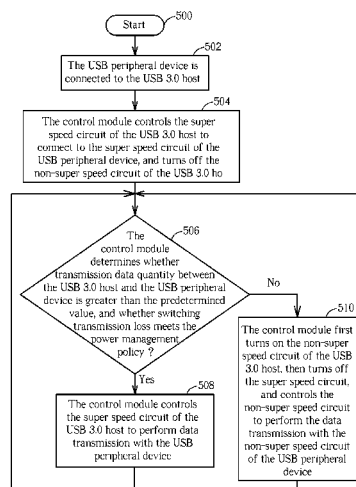 Start
500
502
The USB peripheral device is
connected to the USB 3.0 host
504
The control module controls the super
speed circuit of the USB 3.0 host to
connect to the super speed circuit of the
USB peripheral device, and turns off the
non-super speed circuit of the USB 3.0 ho
506
The
control module
determines whether
transmission data quantity between
the USB 3.0 host and the USB peripheral
device is greater than the predetermined
value, and whether switching
transmission loss meets the
power management
policy ?
No
Yes
508
The control module controls
the super speed circuit of the
USB 3.0 host to perform data
transmission with the USB
peripheral device
510
The control module first
turns on the non-super
speed circuit of the USB
3.0 host, then turns off
the super speed circuit,
and controls the
non-super speed circuit
to perform the data
transmission with the
non-super speed circuit
of the USB peripheral
device